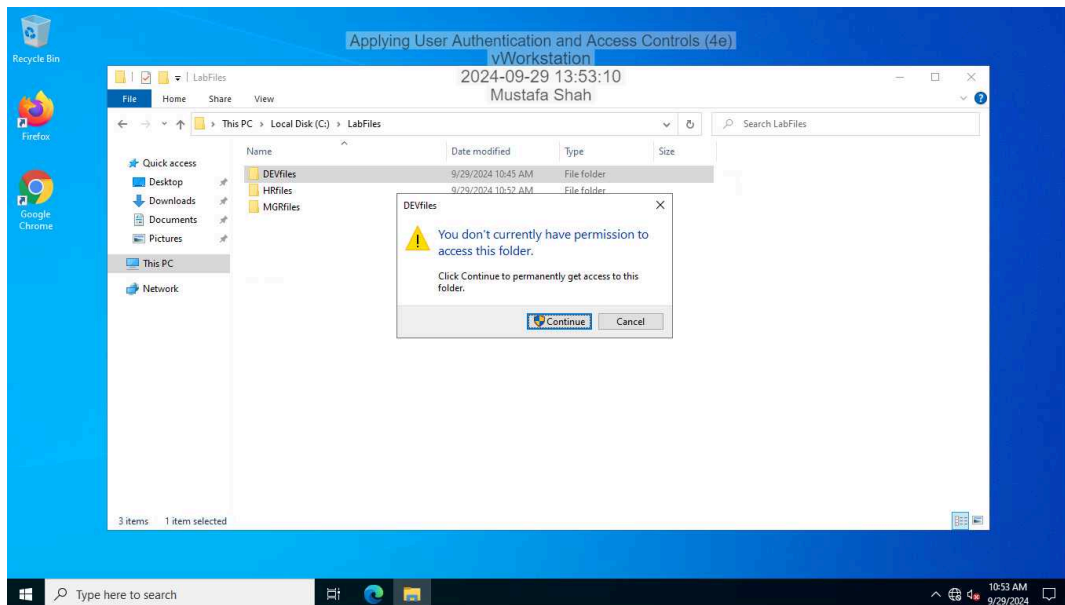 Recycle Bin
Applying User Authentication and Access Controls (4e)
vWorkstation
2024-09-29 13:53:10
Mustafa Shah
LabFiles
File Home Share View
This PC > Local Disk (C:) > LabFiles
Search LabFiles
Firefox
Google
Chrome
Quick access
Desktop
Downloads
Documents
Pictures
This PC
Network
Name Date modified Type Size
DEVfiles 9/29/2024 10:45 AM File folder
HRfiles 9/29/2024 10:52 AM File folder
MGRfiles
DEVfiles
You don't currently have permission to
access this folder.
Click Continue to permanently get access to this
folder.
Continue Cancel
3 items 1 item selected
Type here to search
10:53 AM
9/29/2024